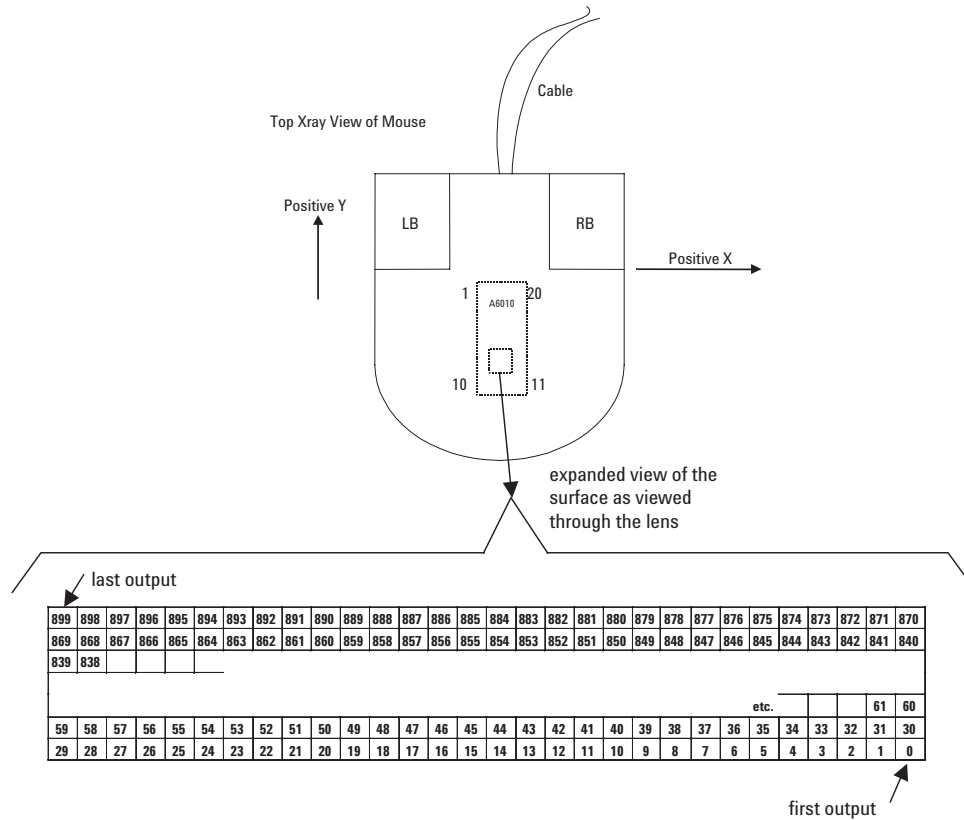 Cable
Top Xray View of Mouse
Positive Y
LB
RB
Positive X
1
20
A6010
10
11
expanded view of the
surface as viewed
through the lens
last output
899 898 897 896 895 894 893 892 891 890 889 888 887 886 885 884 883 882 881 880 879 878 877 876 875 874 873 872 871 870
869 868 867 866 865 864 863 862 861 860 859 858 857 856 855 854 853 852 851 850 849 848 847 846 845 844 843 842 841 840
839 838
etc. 61 60
59 58 57 56 55 54 53 52 51 50 49 48 47 46 45 44 43 42 41 40 39 38 37 36 35 34 33 32 31 30
29 28 27 26 25 24 23 22 21 20 19 18 17 16 15 14 13 12 11 10 9 8 7 6 5 4 3 2 1 0
first output